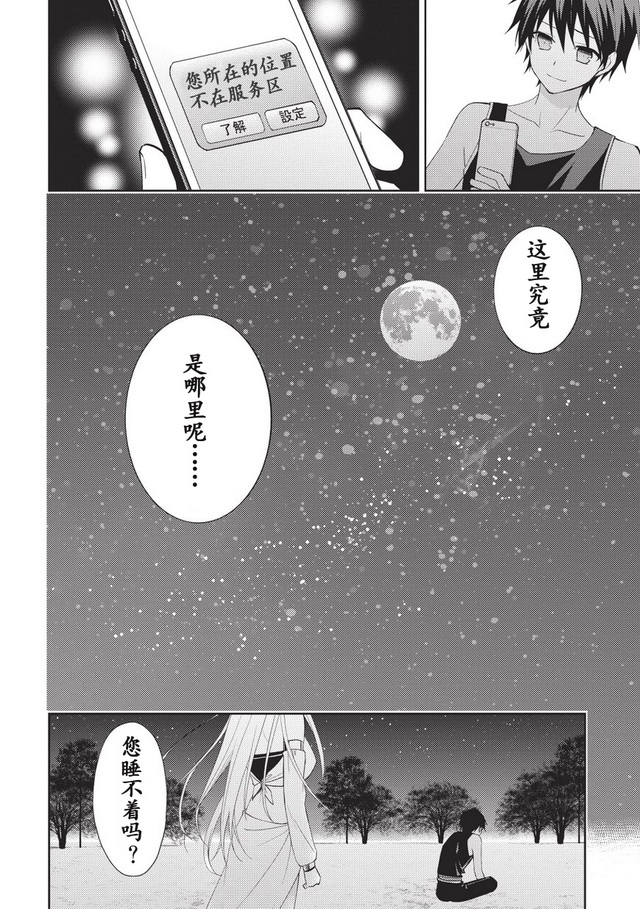 您所在的位置
不在服务区
了解 設定
这里究竟
是哪里呢……
您睡不着吗？